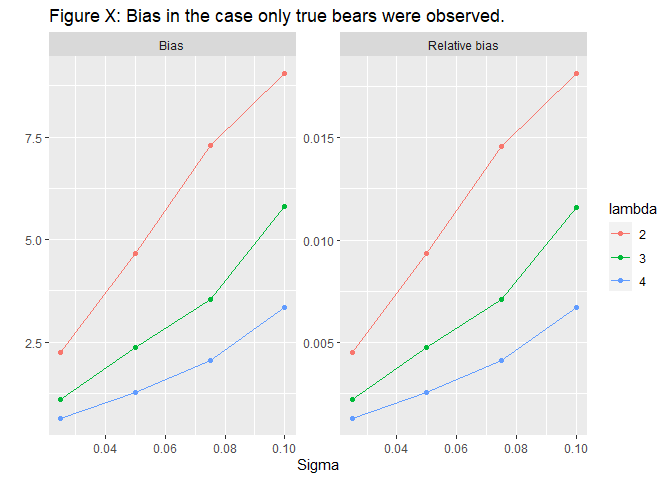 Figure X: Bias in the case only true bears were observed.
Bias
Relative bias
7.5
5.0
2.5
0.015
0.010
0.005
0.04 0.06 0.08 0.10
0.04 0.06 0.08 0.10
Sigma
lambda
2
3
4